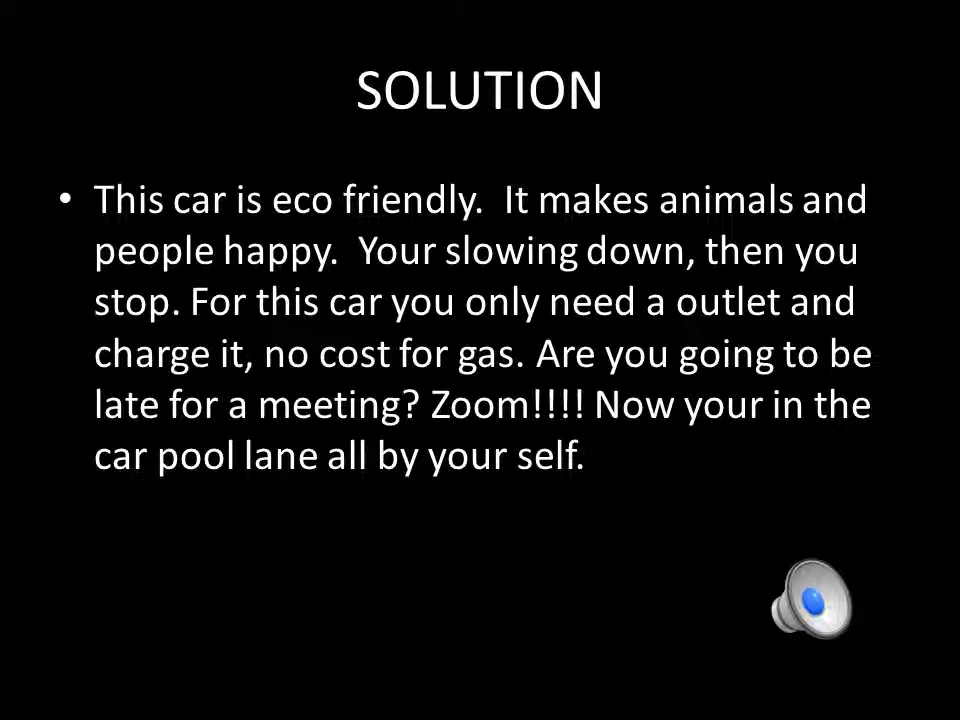 SOLUTION
• This car is eco friendly.  It makes animals and
people happy.  Your slowing down, then you
stop. For this car you only need a outlet and
charge it, no cost for gas. Are you going to be
late for a meeting? Zoom!!!! Now your in the
car pool lane all by your self.